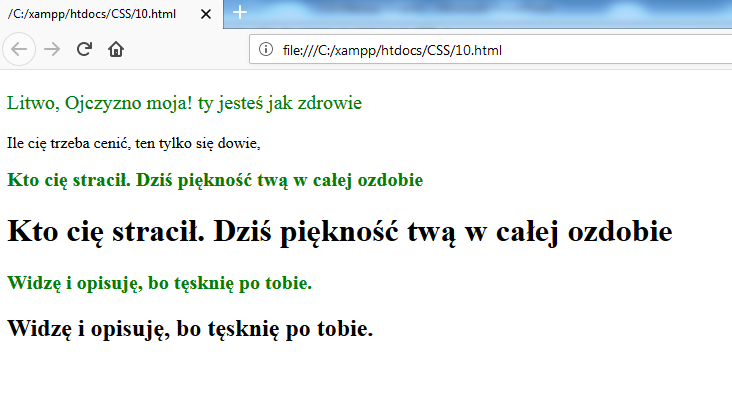 /C:/xampp/htdocs/CSS/10.html
file:///C:/xampp/htdocs/CSS/10.html
Litwo, Ojczyzno moja! ty jesteś jak zdrowie
Ile cię trzeba cenić, ten tylko się dowie,
Kto cię stracił. Dziś piękność twą w całej ozdobie
Kto cię stracił. Dziś piękność twą w całej ozdobie
Widzę i opisuję, bo tęsknię po tobie.
Widzę i opisuję, bo tęsknię po tobie.